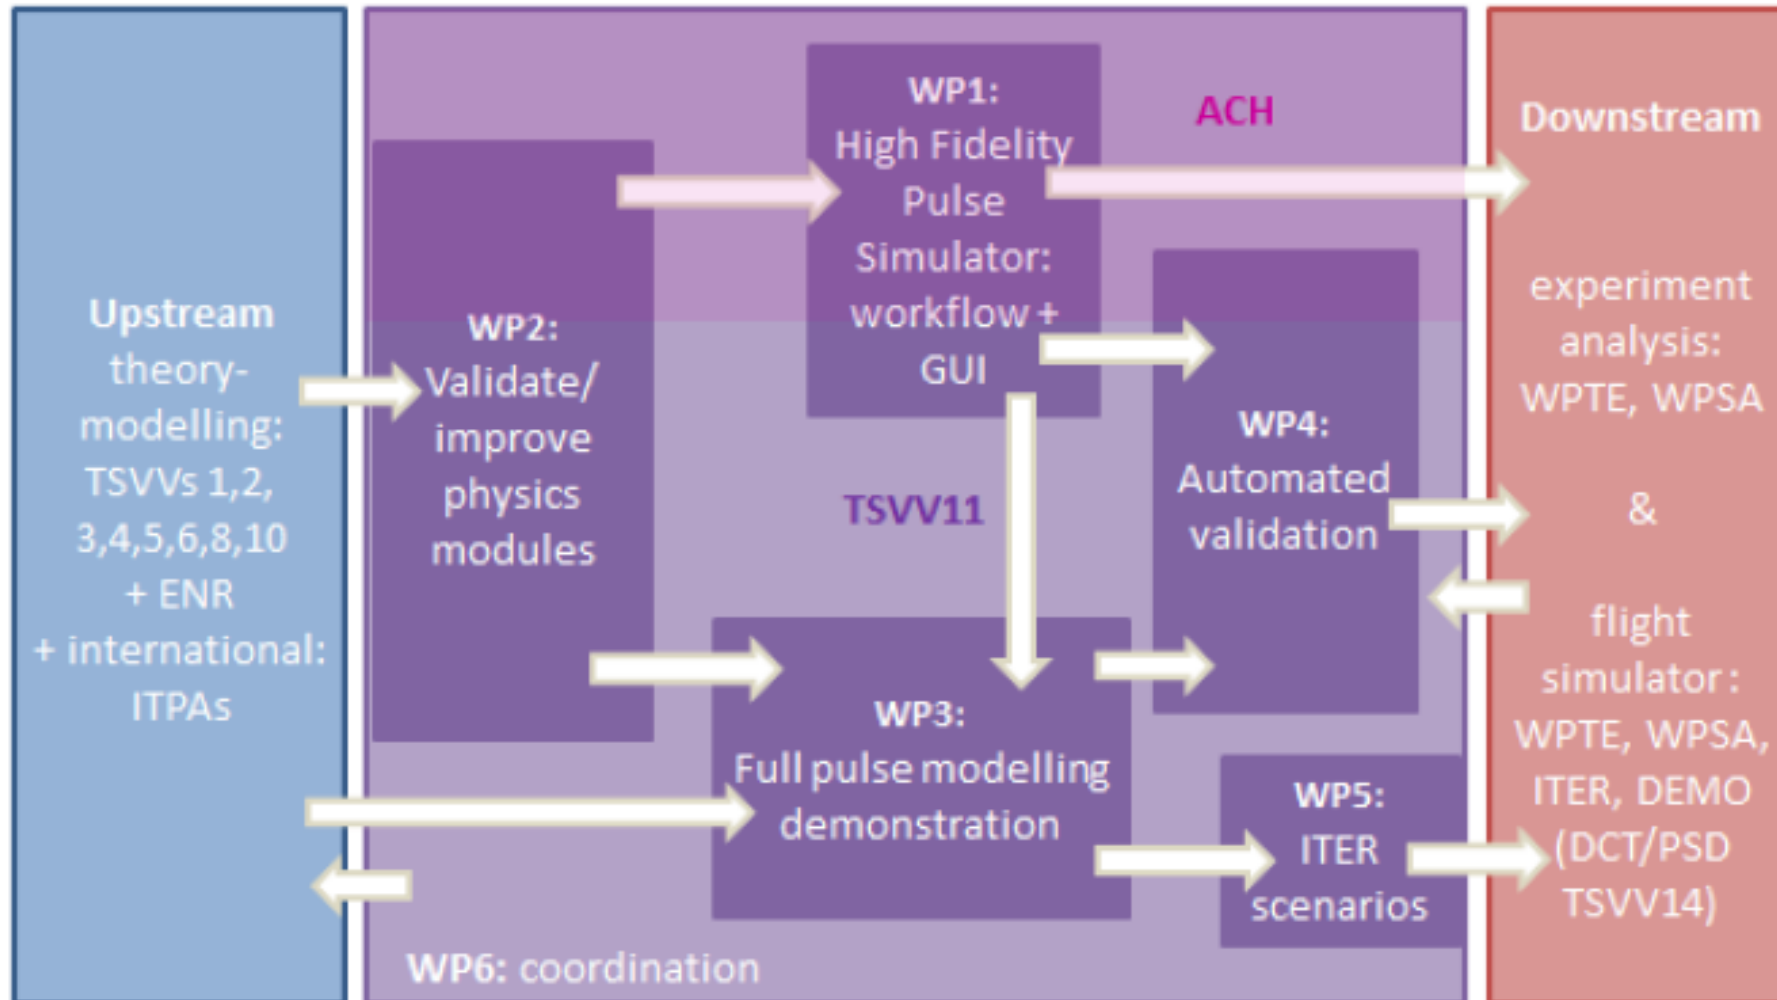 Upstream
theory-
modelling:
TSVVs 1,2,
3,4,5,6,8,10
+ ENR
+ international:
ITPAs
WP2:
Validate/
improve
physics
modules
WP1:
High Fidelity
Pulse
Simulator:
workflow +
GUI
ACH
TSVV11
WP4:
Automated
validation
WP3:
Full pulse modelling
demonstration
WP5:
ITER
scenarios
WP6: coordination
Downstream
experiment
analysis:
WPTE, WPSA
&
flight
simulator :
WPTE, WPSA,
ITER, DEMO
(DCT/PSD
TSVV14)